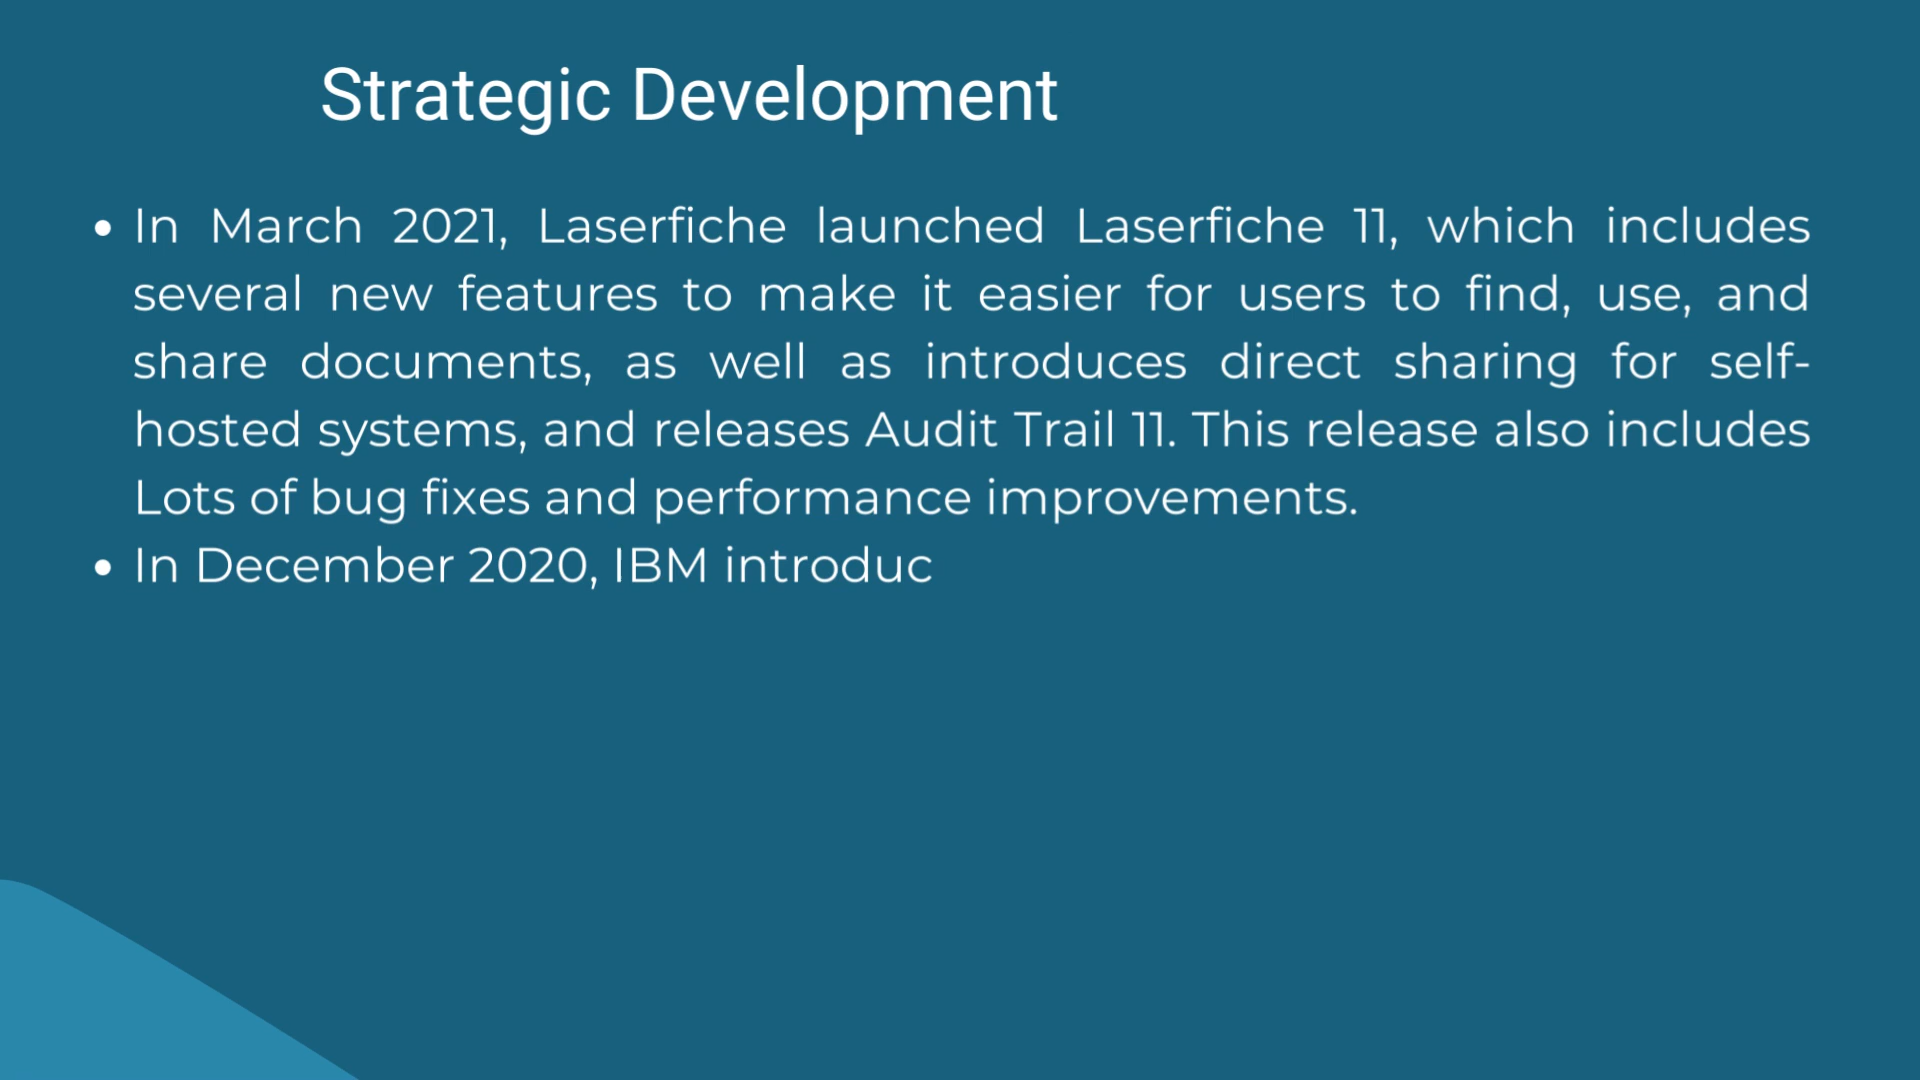 Strategic Development
• In March 2021, Laserfiche launched Laserfiche 11, which includes
several new features to make it easier for users to find, use, and
share documents, as well as introduces direct sharing for self-
hosted systems, and releases Audit Trail 11. This release also includes
Lots of bug fixes and performance improvements.
• In December 2020, IBM introduc